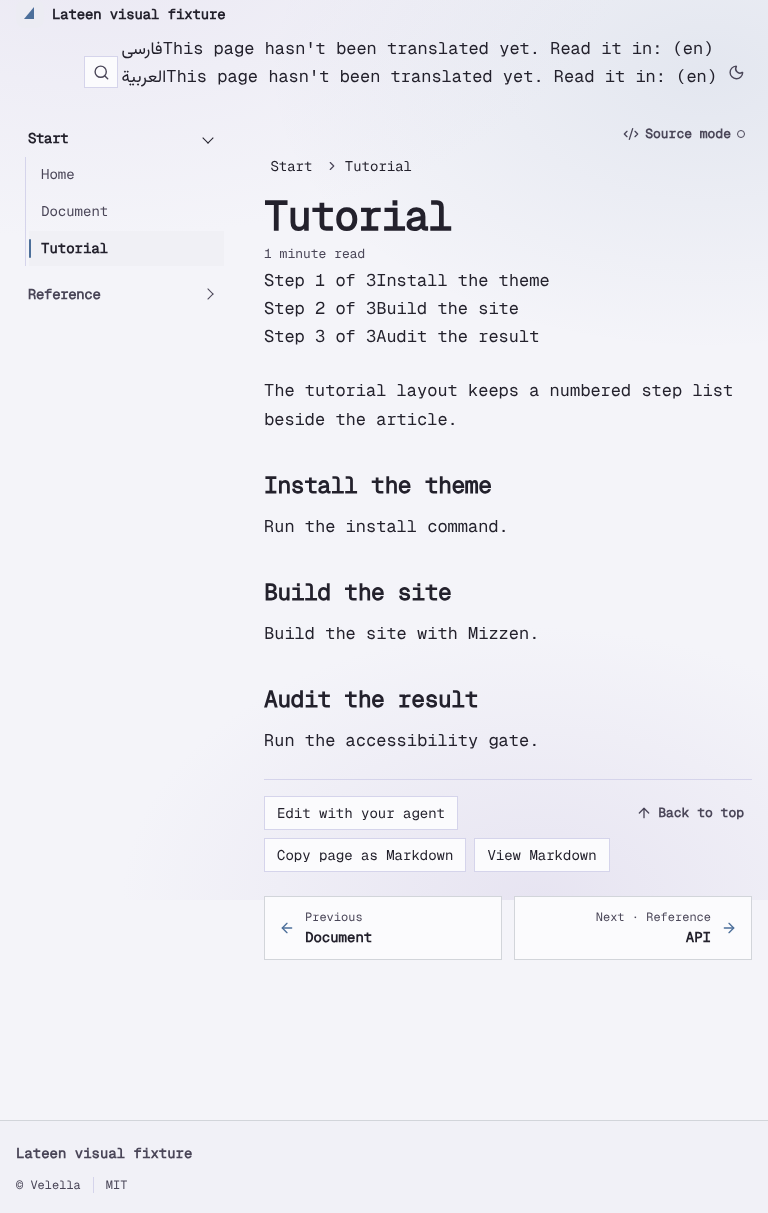 Lateen visual fixture
فارسیThis page hasn't been translated yet. Read it in: (en)
العربيةThis page hasn't been translated yet. Read it in: (en)
Source mode
Start
Home
Document
Tutorial
Reference
Start
Tutorial
Tutorial
1 minute read
Step 1 of 3Install the theme
Step 2 of 3Build the site
Step 3 of 3Audit the result
The tutorial layout keeps a numbered step list
beside the article.
Install the theme
Run the install command.
Build the site
Build the site with Mizzen.
Audit the result
Run the accessibility gate.
Edit with your agent
Back to top
Copy page as Markdown
View Markdown
Previous
Document
Next · Reference
API
Lateen visual fixture
© Velella
MIT